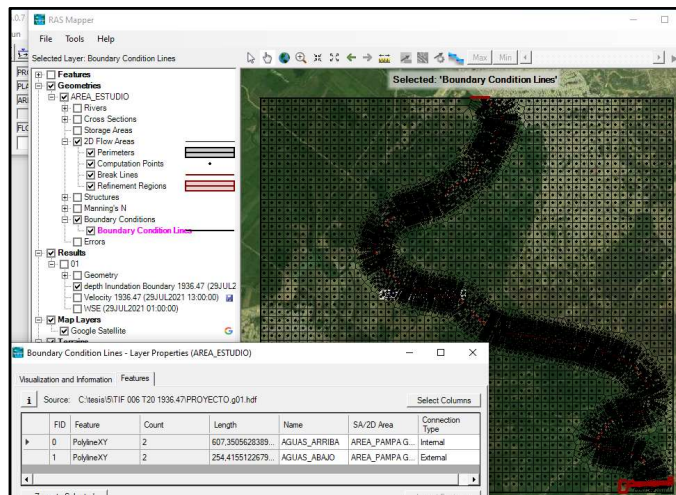 RAS Mapper
File Tools Help
Selected Layer: Boundary Condition Lines
Max Min
Selected: 'Boundary Condition Lines'
Features
Geometries
AREA_ESTUDIO
Rivers
Cross Sections
Storage Areas
2D Flow Areas
Perimeters
Computation Points
Break Lines
Refinement Regions
Structures
Manning's N
Boundary Conditions
Boundary Condition Lines
Errors
Results
01
Geometry
depth Inundation Boundary 1936.47 (29JUL2
Velocity 1936.47 (29JUL2021 13:00:00)
WSE (29JUL2021 01:00:00)
Map Layers
Google Satellite
G
Boundary Condition Lines - Layer Properties (AREA_ESTUDIO)
Visualization and Information Features
i Source: C:\tesis\5\TIF 006 T20 1936.47\PROYECTO.g01.hdf Select Columns
FID Feature Count Length Name SA/2D Area Connection Type
0 PolylineXY 2 607,3505628389... AGUAS_ARRIBA AREA_PAMPA G... Internal
1 PolylineXY 2 254,4155122679... AGUAS_ABAJO AREA_PAMPA G... External